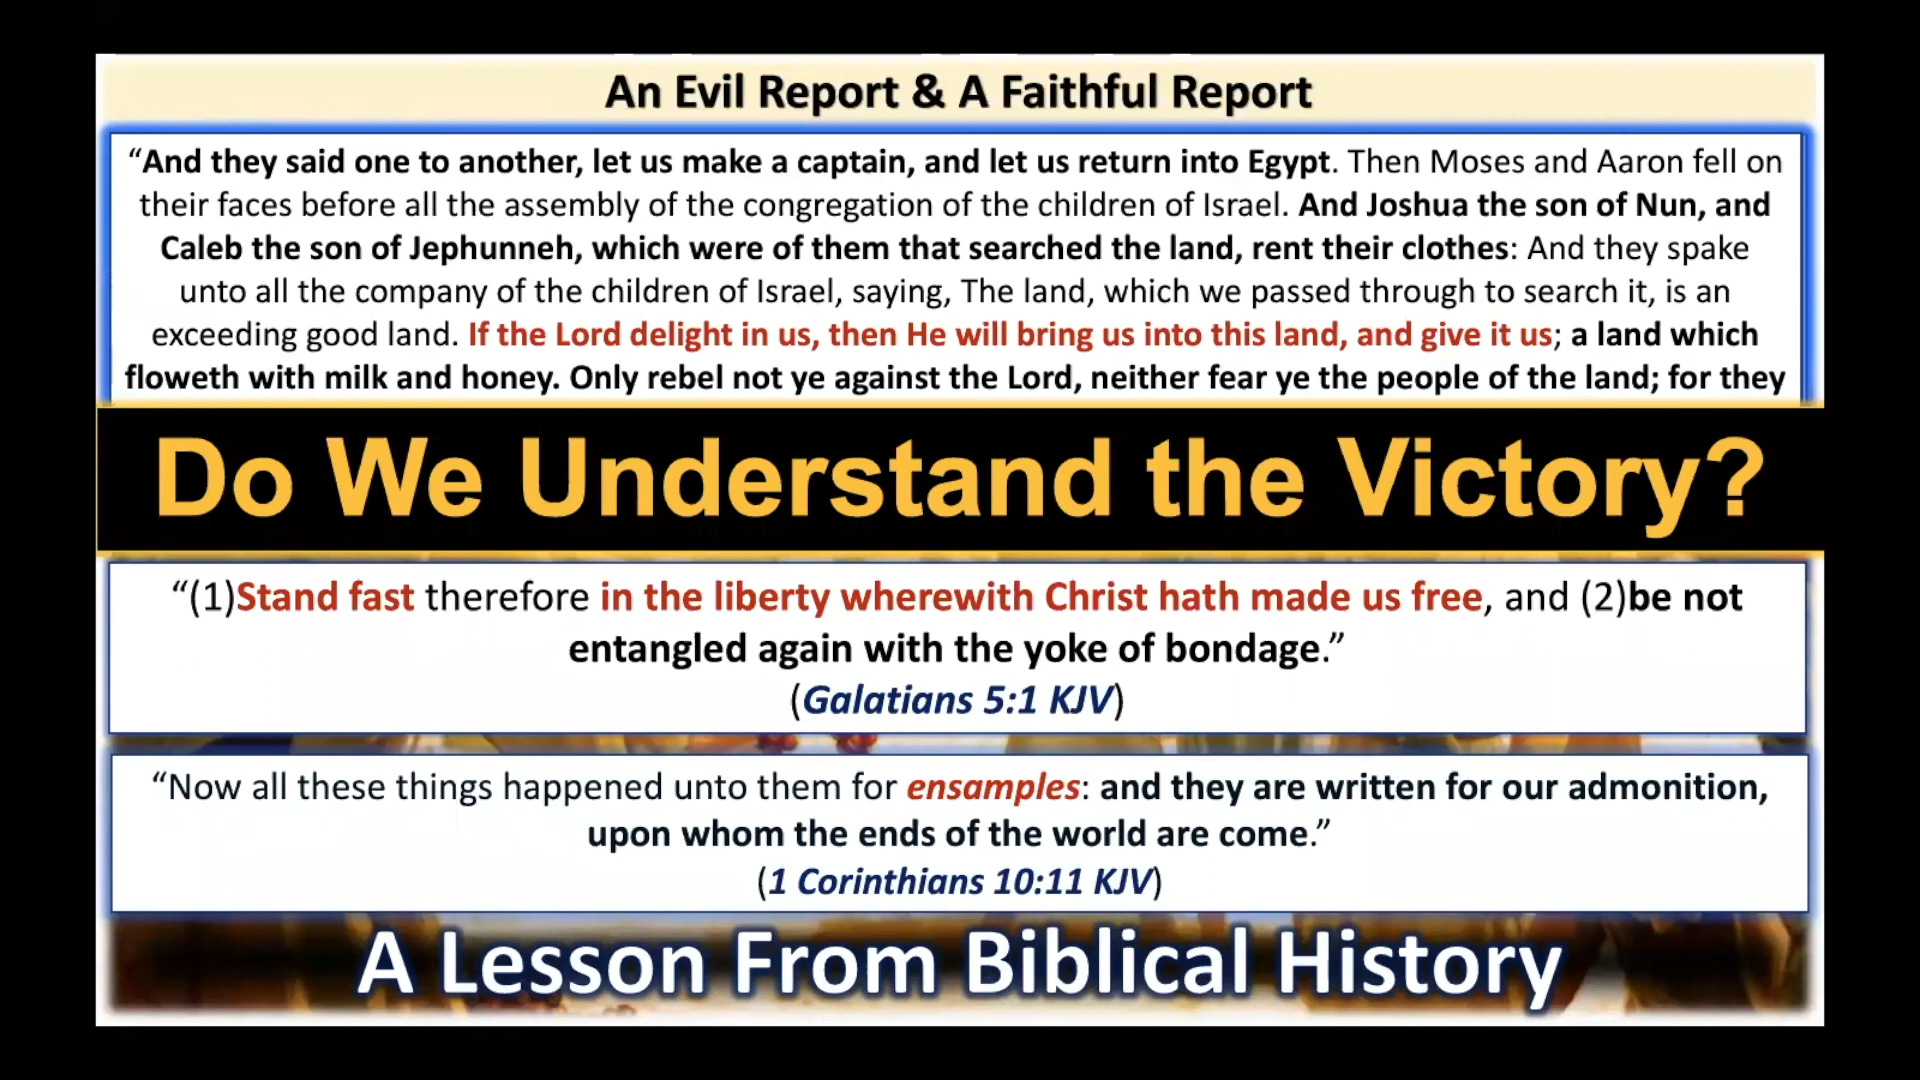 An Evil Report & A Faithful Report
“And they said one to another, let us make a captain, and let us return into Egypt. Then Moses and Aaron fell on
their faces before all the assembly of the congregation of the children of Israel. And Joshua the son of Nun, and
Caleb the son of Jephunneh, which were of them that searched the land, rent their clothes: And they spake
unto all the company of the children of Israel, saying, The land, which we passed through to search it, is an
exceeding good land. If the Lord delight in us, then He will bring us into this land, and give it us; a land which
floweth with milk and honey. Only rebel not ye against the Lord, neither fear ye the people of the land; for they
Do We Understand the Victory?
“(1)Stand fast therefore in the liberty wherewith Christ hath made us free, and (2)be not
entangled again with the yoke of bondage.”
(Galatians 5:1 KJV)
“Now all these things happened unto them for ensamples: and they are written for our admonition,
upon whom the ends of the world are come.”
(1 Corinthians 10:11 KJV)
A Lesson From Biblical History